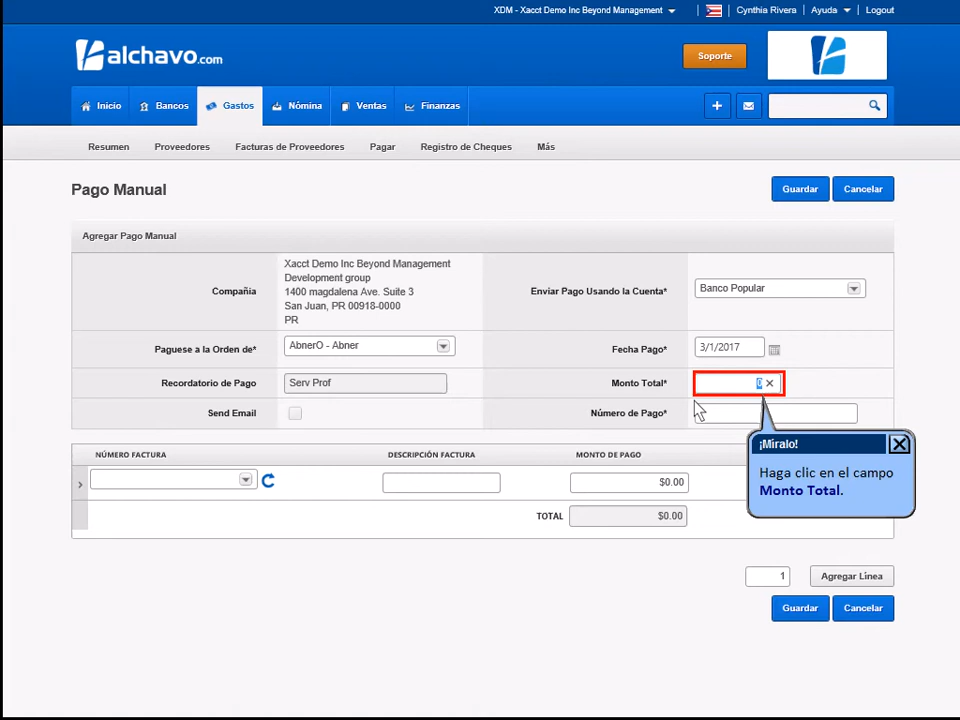 XDM - Xacct Demo Inc Beyond Management
Cynthia Rivera
Ayuda
Logout
alchavo.com
Soporte
Inicio
Bancos
Gastos
Nómina
Ventas
Finanzas
Resumen
Proveedores
Facturas de Proveedores
Pagar
Registro de Cheques
Más
Pago Manual
Guardar
Cancelar
Agregar Pago Manual
Compañia
Xacct Demo Inc Beyond Management
Development group
1400 magdalena Ave. Suite 3
San Juan, PR 00918-0000
PR
Enviar Pago Usando la Cuenta*
Banco Popular
Paguese a la Orden de*
AbnerO - Abner
Fecha Pago*
3/1/2017
Recordatorio de Pago
Serv Prof
Monto Total*
0
Send Email
Número de Pago*
¡Míralo!
Haga clic en el campo
Monto Total.
NÚMERO FACTURA
DESCRIPCIÓN FACTURA
MONTO DE PAGO
$0.00
TOTAL
$0.00
1
Agregar Línea
Guardar
Cancelar